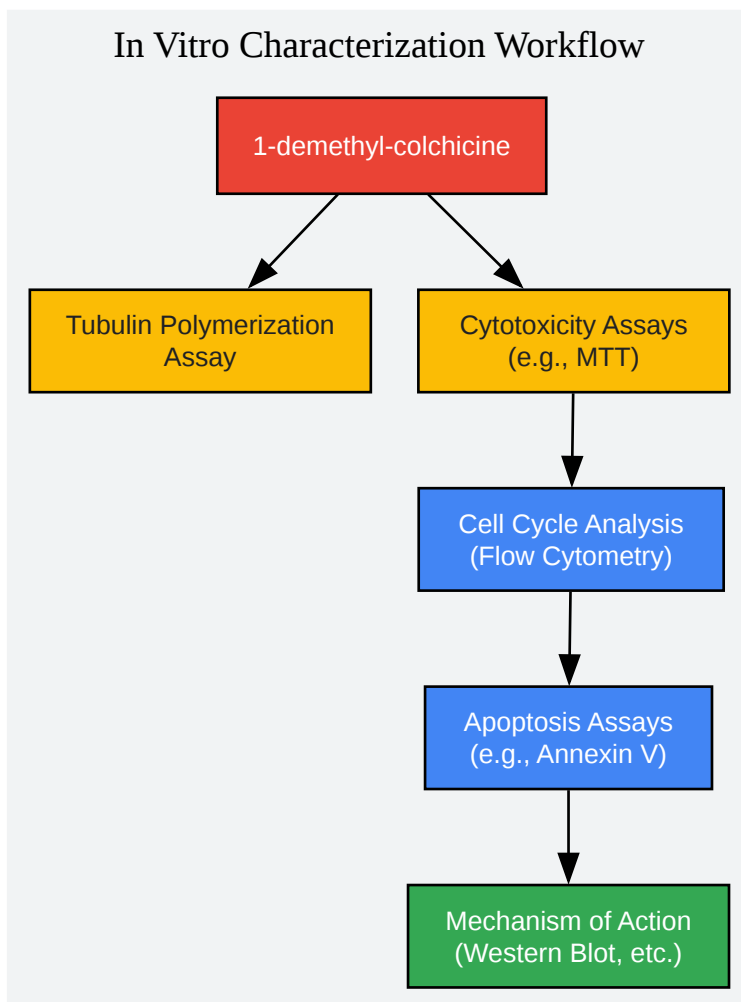 In Vitro Characterization Workflow
1-demethyl-colchicine
Tubulin Polymerization
Assay
Cytotoxicity Assays
(e.g., MTT)
Cell Cycle Analysis
(Flow Cytometry)
Apoptosis Assays
(e.g., Annexin V)
Mechanism of Action
(Western Blot, etc.)